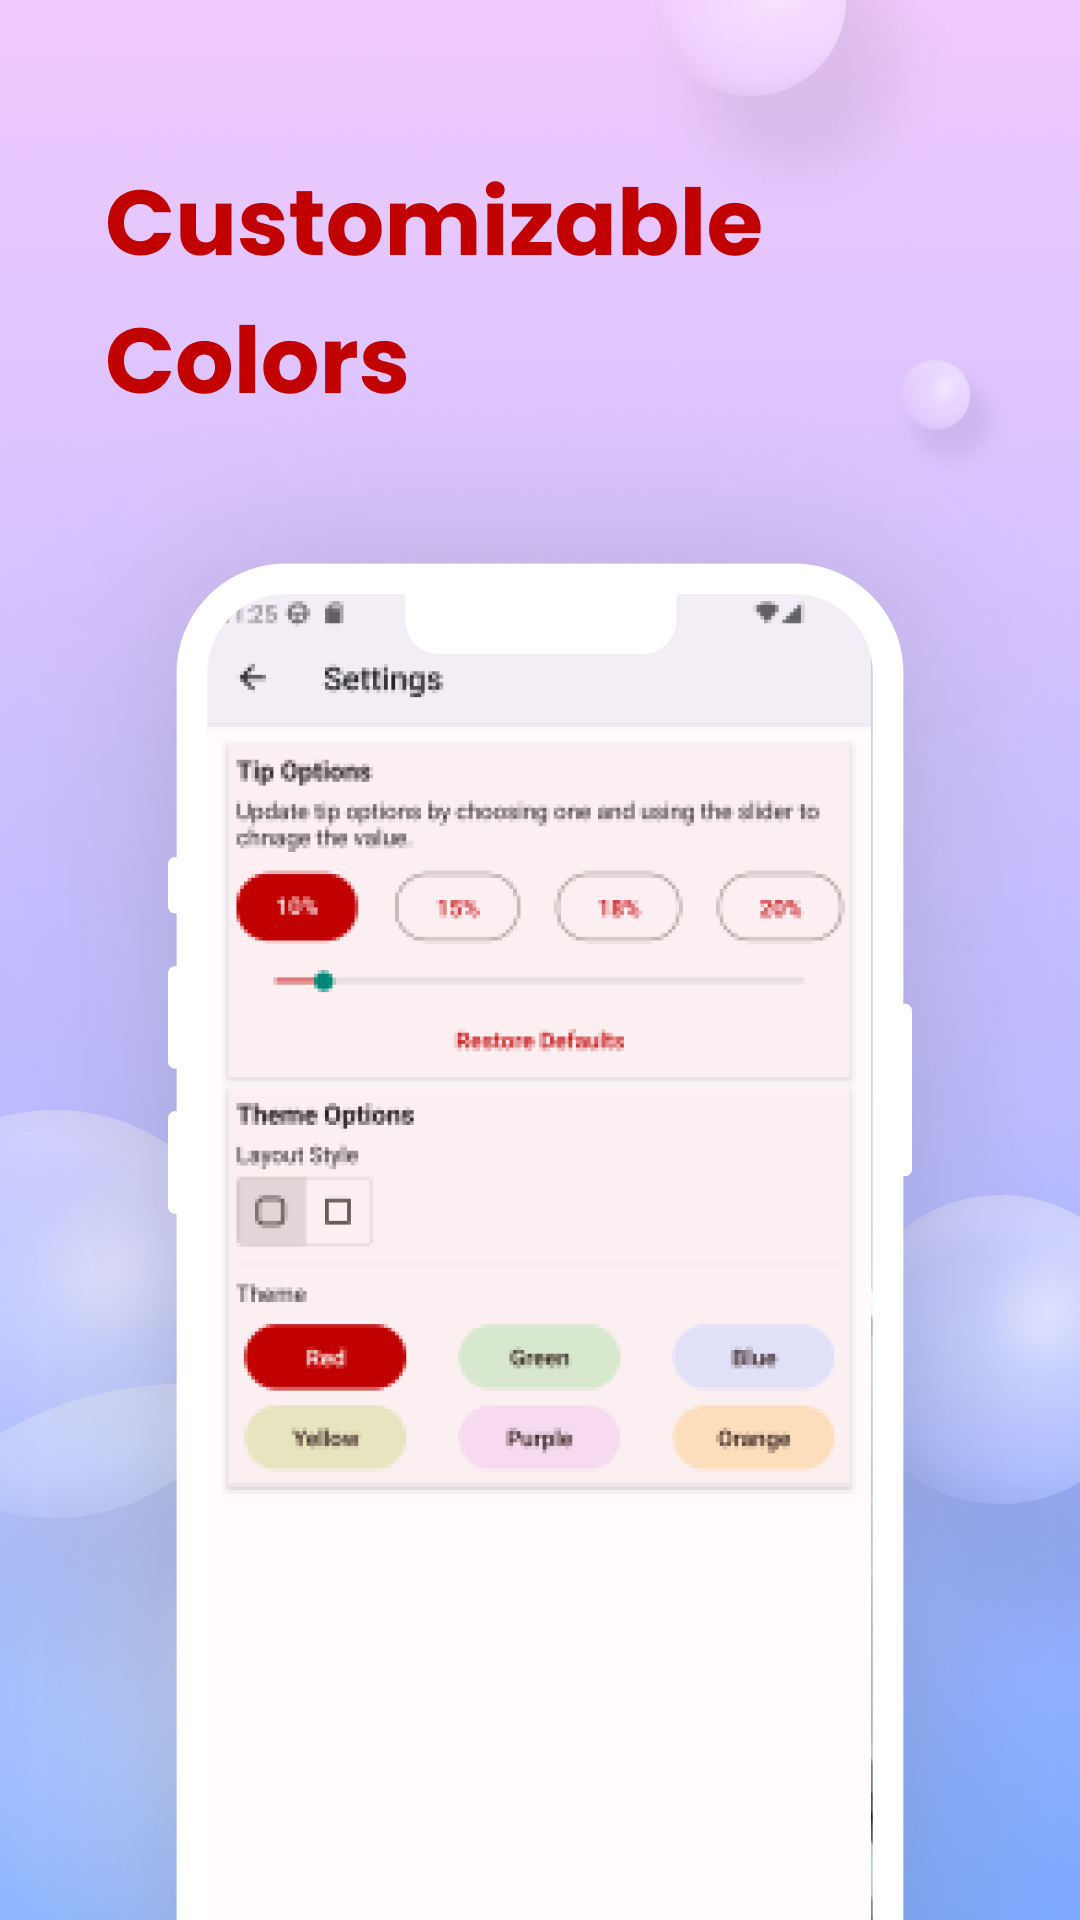 Customizable
Colors
1:25
Settings
Tip Options
Update tip options by choosing one and using the slider to
chnage the value.
10% 15% 18% 20%
Restore Defaults
Theme Options
Layout Style
Theme
Red Green Blue
Yellow Purple Orange